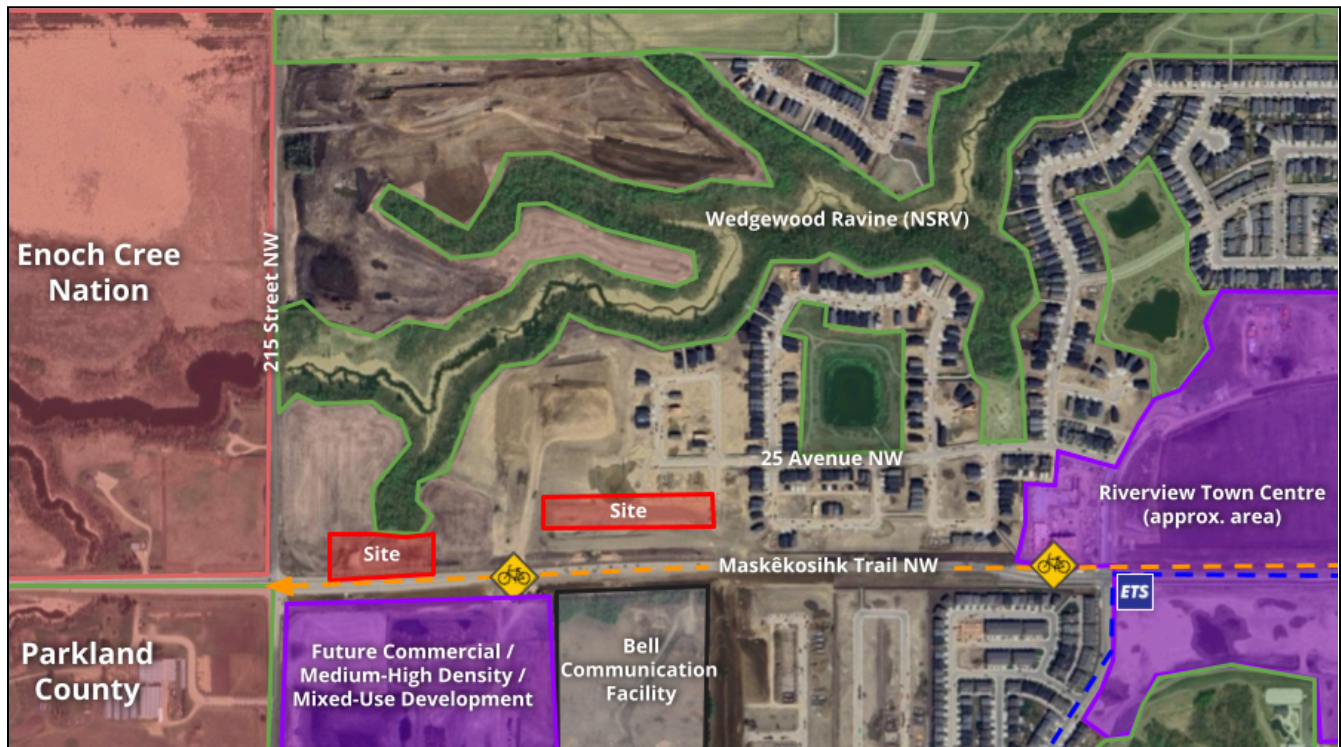 Wedgewood Ravine (NSRV)
Enoch Cree
Nation
215 Street NW
25 Avenue NW
Riverview Town Centre
(approx. area)
Site
Site
Maskêkosihk Trail NW
ETS
Parkland
County
Future Commercial /
Medium-High Density /
Mixed-Use Development
Bell
Communication
Facility